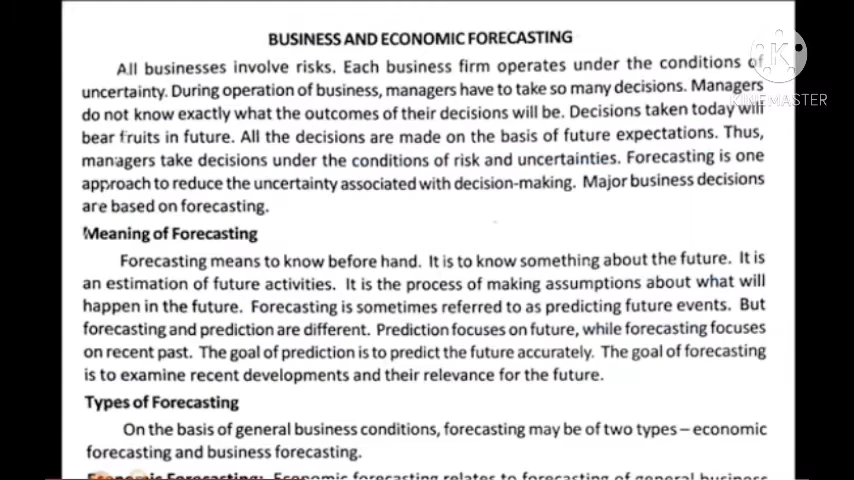 BUSINESS AND ECONOMIC FORECASTING
All businesses involve risks. Each business firm operates under the conditions of
uncertainty. During operation of business, managers have to take so many decisions. Managers
do not know exactly what the outcomes of their decisions will be. Decisions taken today will
bear fruits in future. All the decisions are made on the basis of future expectations. Thus,
managers take decisions under the conditions of risk and uncertainties. Forecasting is one
approach to reduce the uncertainty associated with decision-making. Major business decisions
are based on forecasting.
Meaning of Forecasting
Forecasting means to know before hand. It is to know something about the future. It is
an estimation of future activities. It is the process of making assumptions about what will
happen in the future. Forecasting is sometimes referred to as predicting future events. But
forecasting and prediction are different. Prediction focuses on future, while forecasting focuses
on recent past. The goal of prediction is to predict the future accurately. The goal of forecasting
is to examine recent developments and their relevance for the future.
Types of Forecasting
On the basis of general business conditions, forecasting may be of two types – economic
forecasting and business forecasting.
Economic Forecasting: Economic forecasting relates to forecasting of general business
K
KINEMASTER